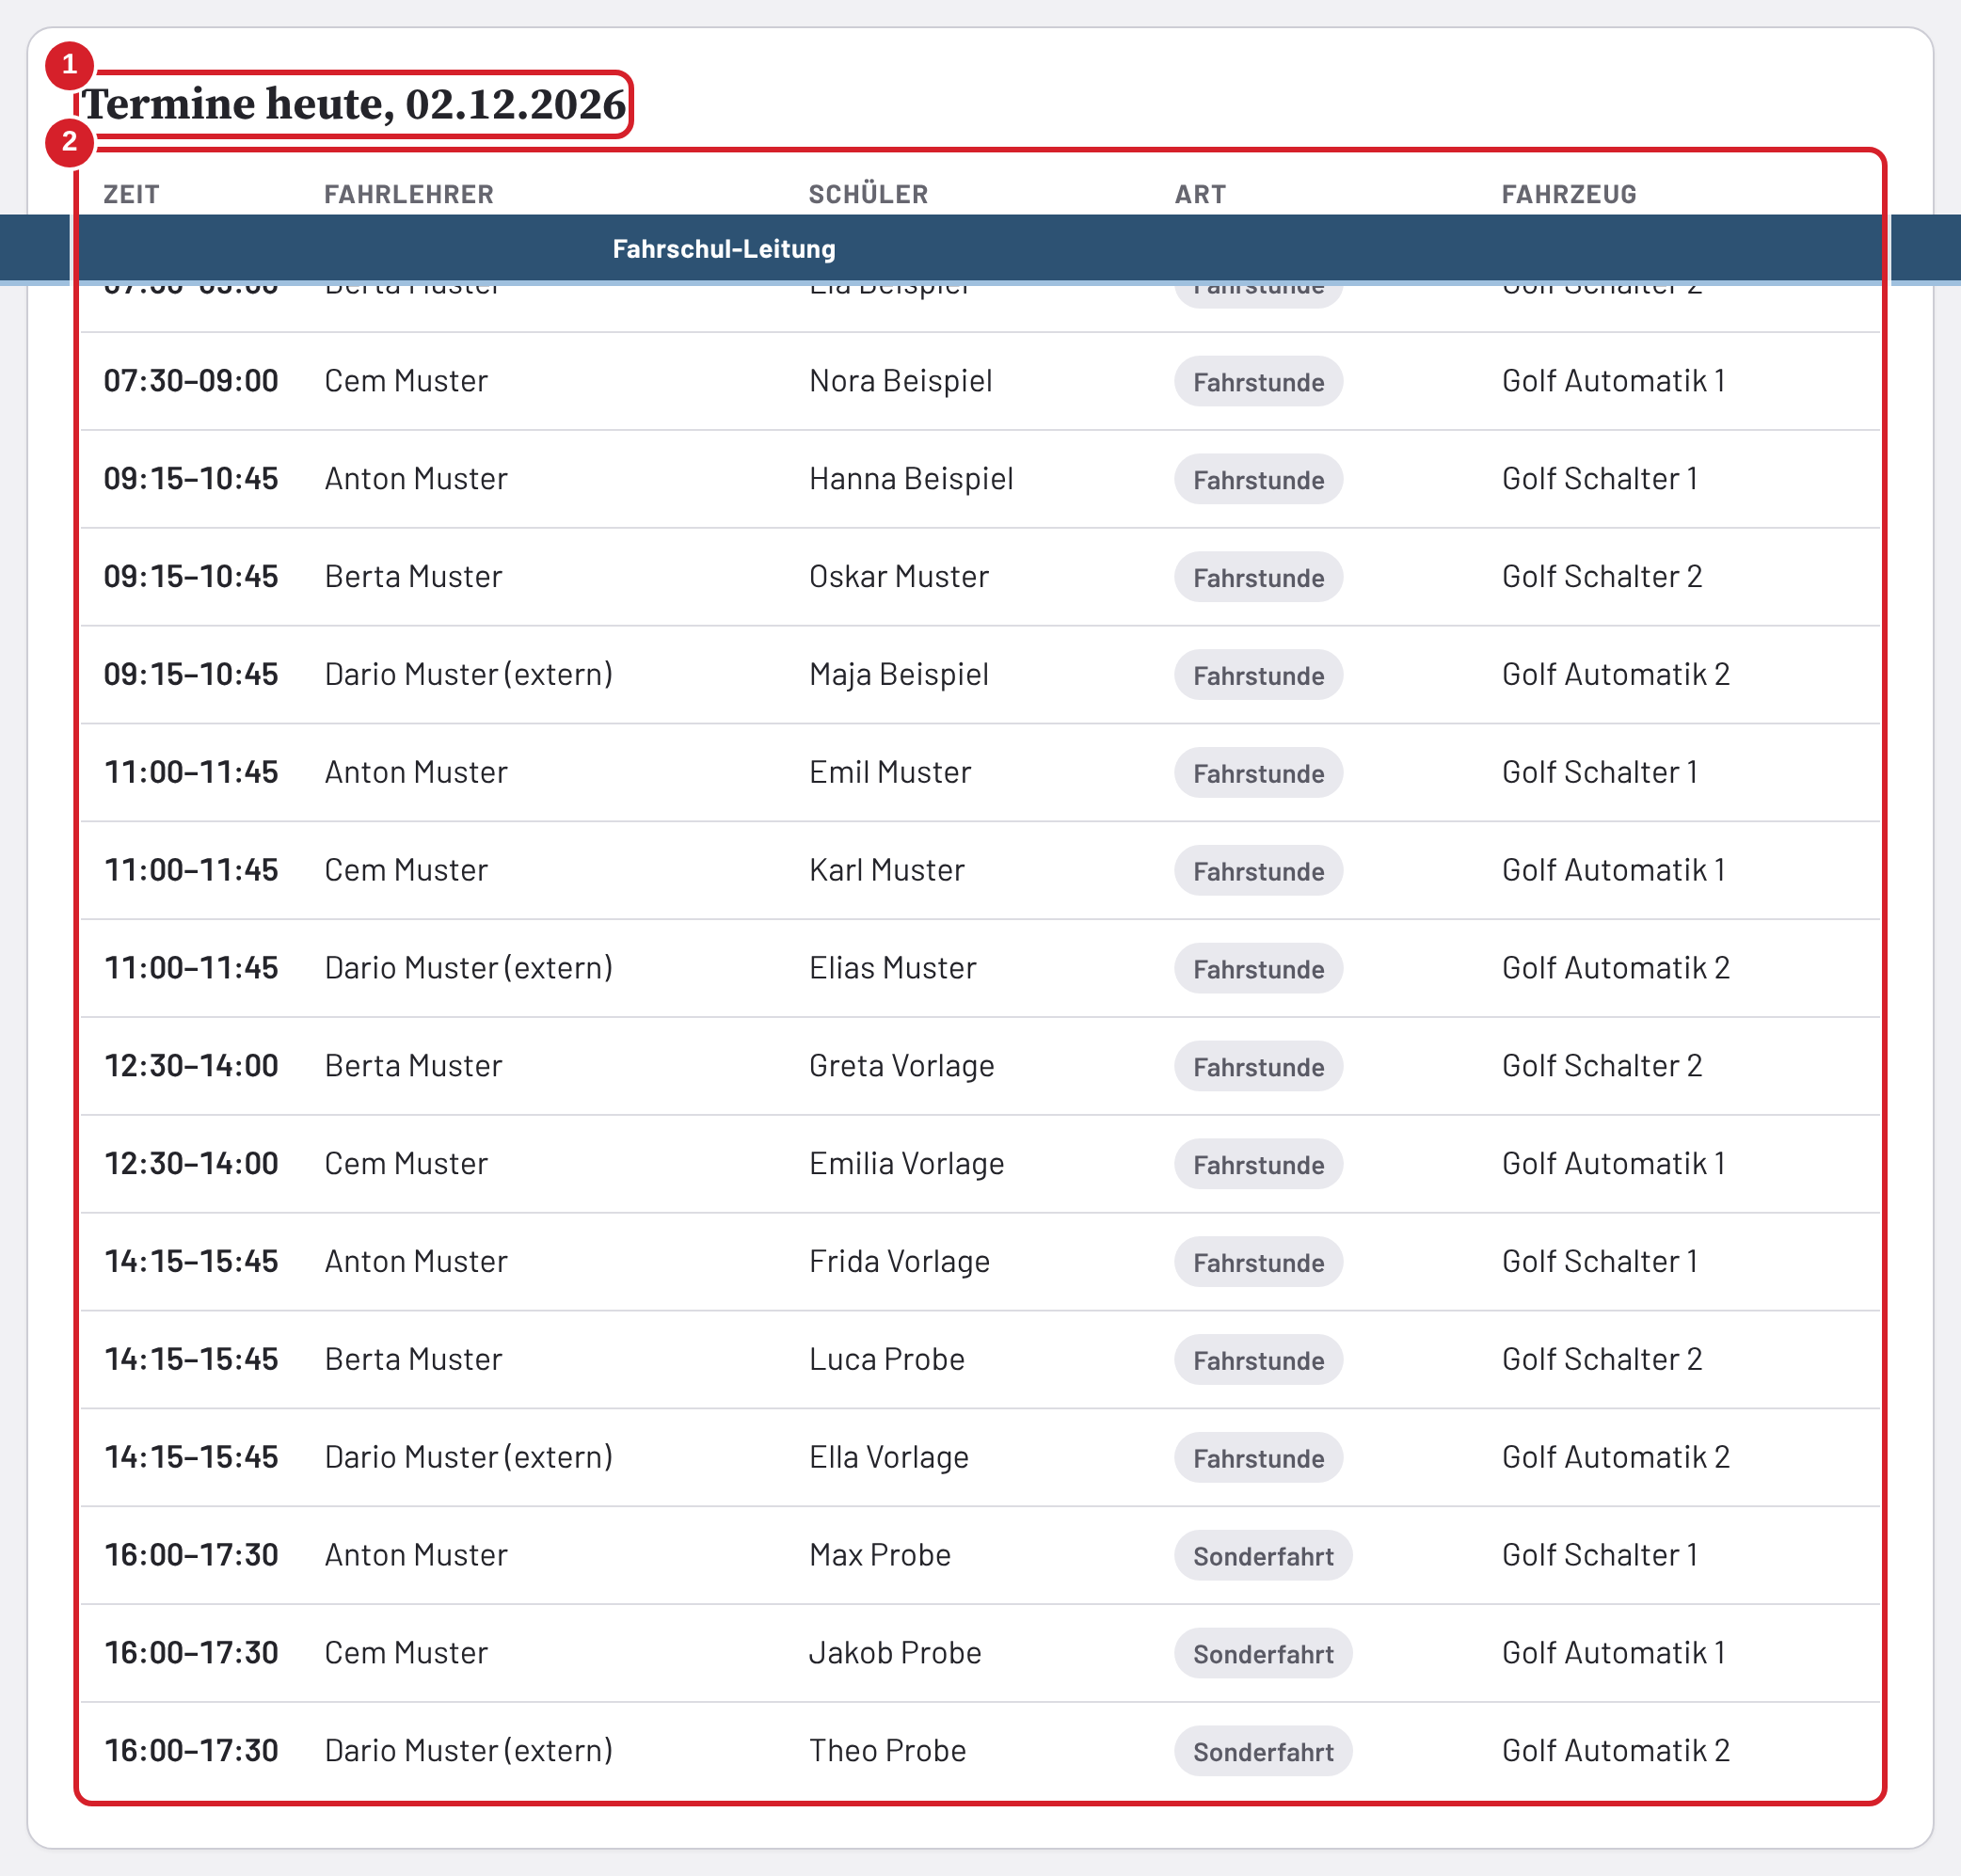 1
Termine heute, 02.12.2026
2
ZEIT FAHRLEHRER SCHÜLER ART FAHRZEUG
Fahrschul-Leitung
Berta Muster Beispiel Fahrstunde Golf Schalter 2
07:30–09:00 Cem Muster Nora Beispiel Fahrstunde Golf Automatik 1
09:15–10:45 Anton Muster Hanna Beispiel Fahrstunde Golf Schalter 1
09:15–10:45 Berta Muster Oskar Muster Fahrstunde Golf Schalter 2
09:15–10:45 Dario Muster (extern) Maja Beispiel Fahrstunde Golf Automatik 2
11:00–11:45 Anton Muster Emil Muster Fahrstunde Golf Schalter 1
11:00–11:45 Cem Muster Karl Muster Fahrstunde Golf Automatik 1
11:00–11:45 Dario Muster (extern) Elias Muster Fahrstunde Golf Automatik 2
12:30–14:00 Berta Muster Greta Vorlage Fahrstunde Golf Schalter 2
12:30–14:00 Cem Muster Emilia Vorlage Fahrstunde Golf Automatik 1
14:15–15:45 Anton Muster Frida Vorlage Fahrstunde Golf Schalter 1
14:15–15:45 Berta Muster Luca Probe Fahrstunde Golf Schalter 2
14:15–15:45 Dario Muster (extern) Ella Vorlage Fahrstunde Golf Automatik 2
16:00–17:30 Anton Muster Max Probe Sonderfahrt Golf Schalter 1
16:00–17:30 Cem Muster Jakob Probe Sonderfahrt Golf Automatik 1
16:00–17:30 Dario Muster (extern) Theo Probe Sonderfahrt Golf Automatik 2